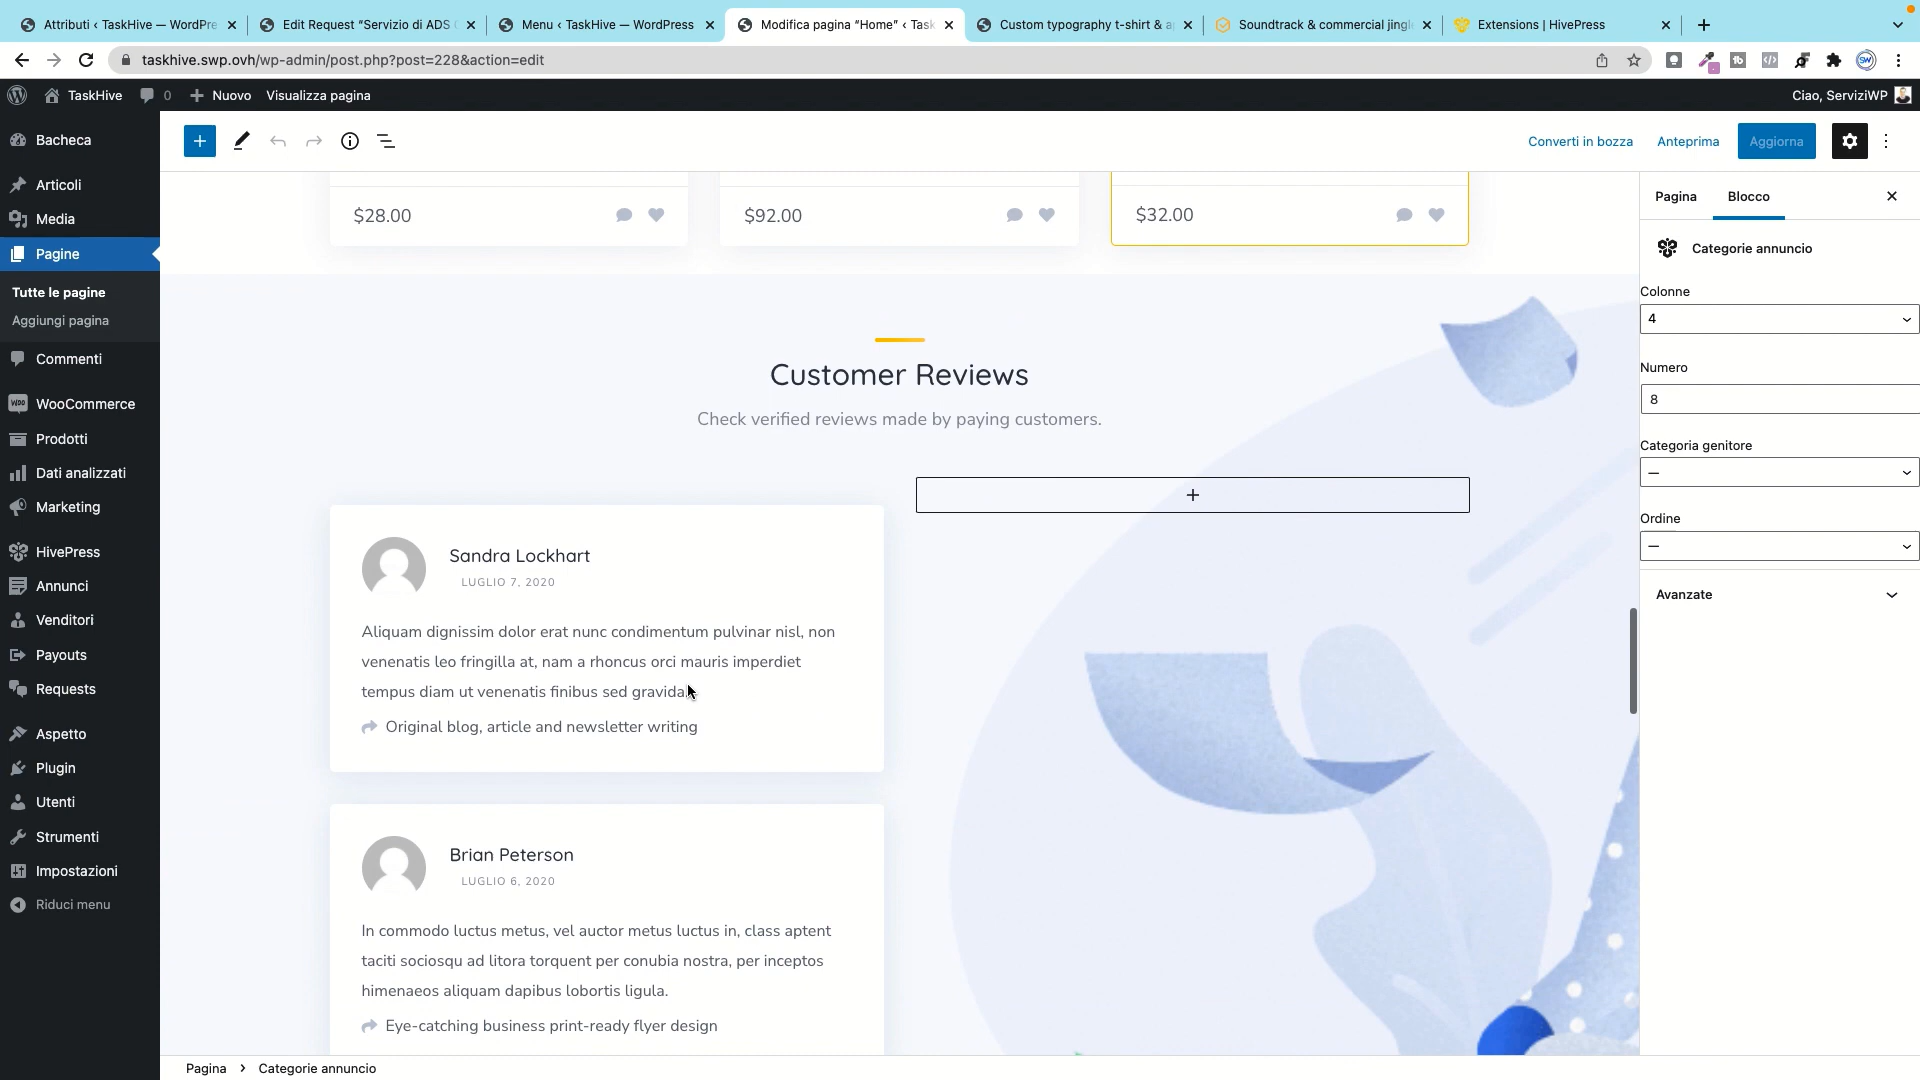 Attributi ‹ TaskHive — WordPre
Edit Request “Servizio di ADS
Menu ‹ TaskHive — WordPress
Modifica pagina “Home” ‹ Task
Custom typography t-shirt &
Soundtrack & commercial jingl
Extensions | HivePress
taskhive.swp.ovh/wp-admin/post.php?post=228&action=edit
TaskHive
0
Nuovo
Visualizza pagina
Ciao, ServiziWP
Bacheca
Articoli
Media
Pagine
Tutte le pagine
Aggiungi pagina
Commenti
WooCommerce
Prodotti
Dati analizzati
Marketing
HivePress
Annunci
Venditori
Payouts
Requests
Aspetto
Plugin
Utenti
Strumenti
Impostazioni
Riduci menu
Converti in bozza
Anteprima
Aggiorna
$28.00
$92.00
$32.00
Customer Reviews
Check verified reviews made by paying customers.
Sandra Lockhart
LUGLIO 7, 2020
Aliquam dignissim dolor erat nunc condimentum pulvinar nisl, non
venenatis leo fringilla at, nam a rhoncus orci mauris imperdiet
tempus diam ut venenatis finibus sed gravida.
Original blog, article and newsletter writing
Brian Peterson
LUGLIO 6, 2020
In commodo luctus metus, vel auctor metus luctus in, class aptent
taciti sociosqu ad litora torquent per conubia nostra, per inceptos
himenaeos aliquam dapibus lobortis ligula.
Eye-catching business print-ready flyer design
Pagina
Blocco
Categorie annuncio
Colonne
4
Numero
8
Categoria genitore
—
Ordine
—
Avanzate
Pagina › Categorie annuncio